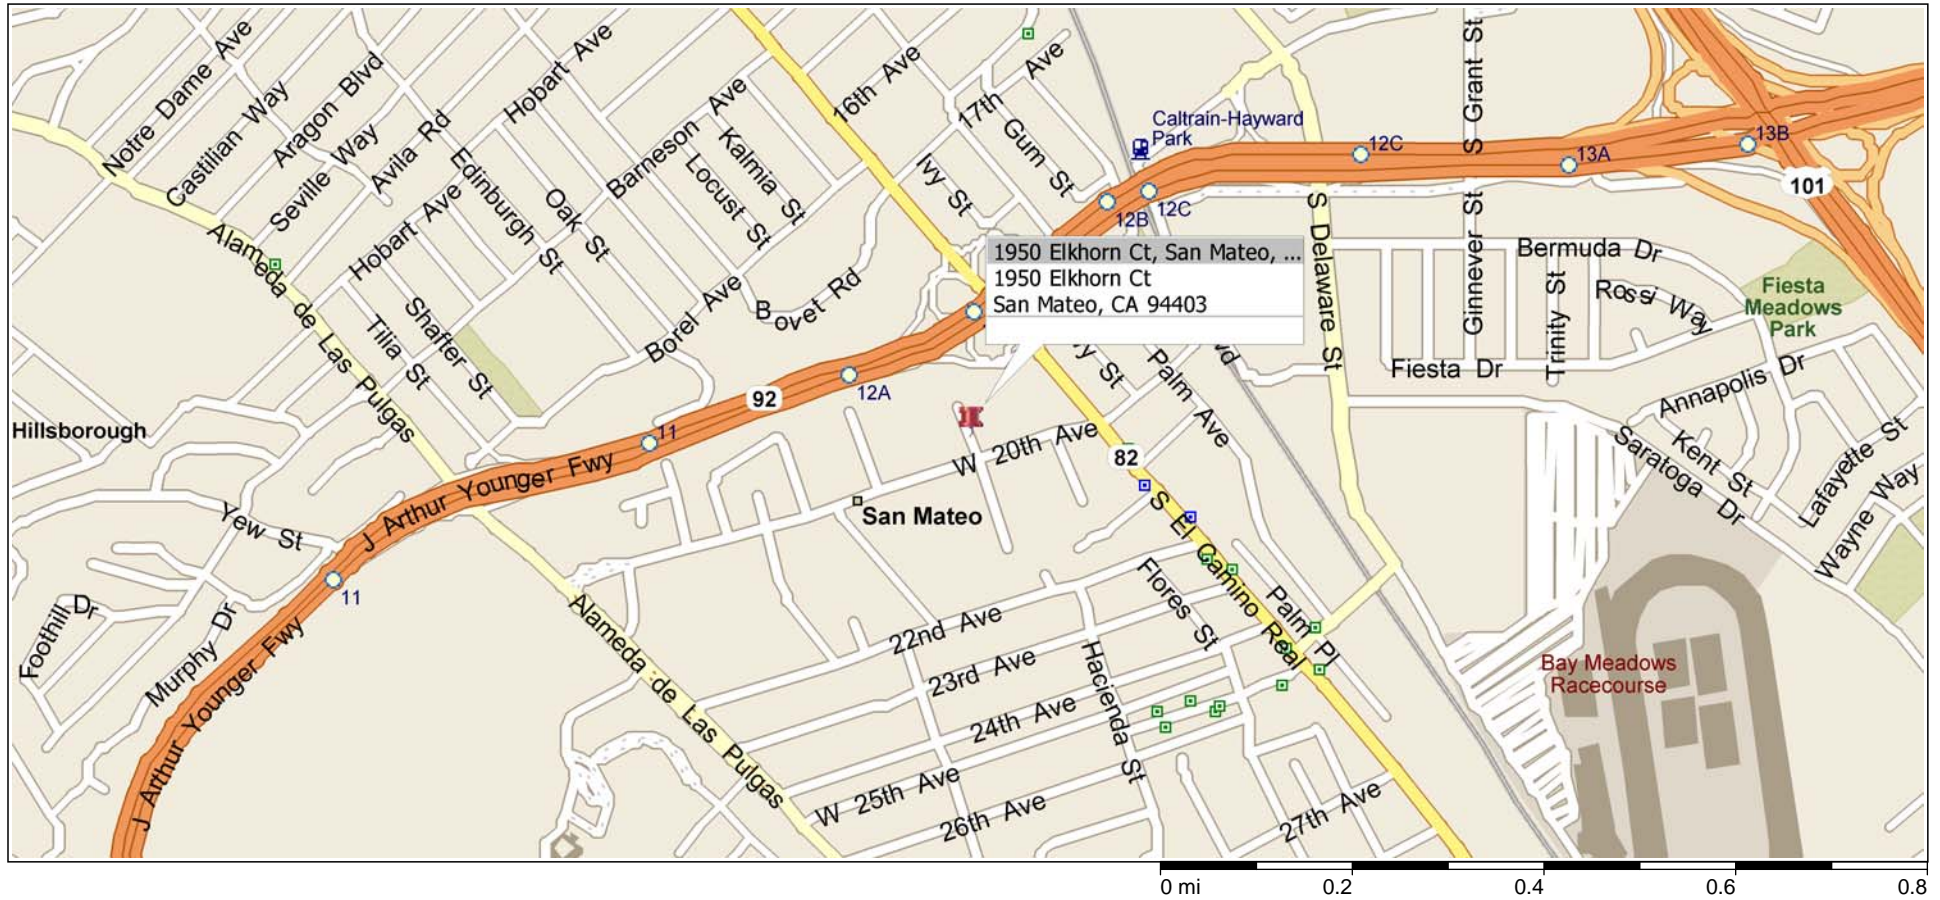 Notre Dame Ave
Castilian Way
Aragon Blvd
Seville Way
Avila Rd
Hobart Ave
Hobart Ave
Edinburgh St
Oak St
Barneson Ave
Locust St
Kalmia St
16th Ave
17th Ave
Gum St
Ivy St
Caltrain-Hayward
Park
12B
12C
12C
13A
13B
101
S Grant St
Ginnever St
S Delaware St
Bermuda Dr
Rossi Way
Trinity St
Fiesta Dr
Fiesta
Meadows
Park
Annapolis Dr
Kent St
Saratoga Dr
Lafayette St
Wayne Way
1950 Elkhorn Ct, San Mateo, ...
1950 Elkhorn Ct
San Mateo, CA 94403
Alameda de Las Pulgas
Tilia St
Shafter St
Borel Ave
Bovet Rd
Palm Ave
Hillsborough
92
12A
11
W 20th Ave
82
San Mateo
Yew St
J Arthur Younger Fwy
11
Foothill Dr
Murphy Dr
J Arthur Younger Fwy
Alameda de Las Pulgas
S El Camino Real
Flores St
Palm Pl
22nd Ave
23rd Ave
24th Ave
Hacienda St
W 25th Ave
26th Ave
27th Ave
Bay Meadows
Racecourse
0 mi 0.2 0.4 0.6 0.8